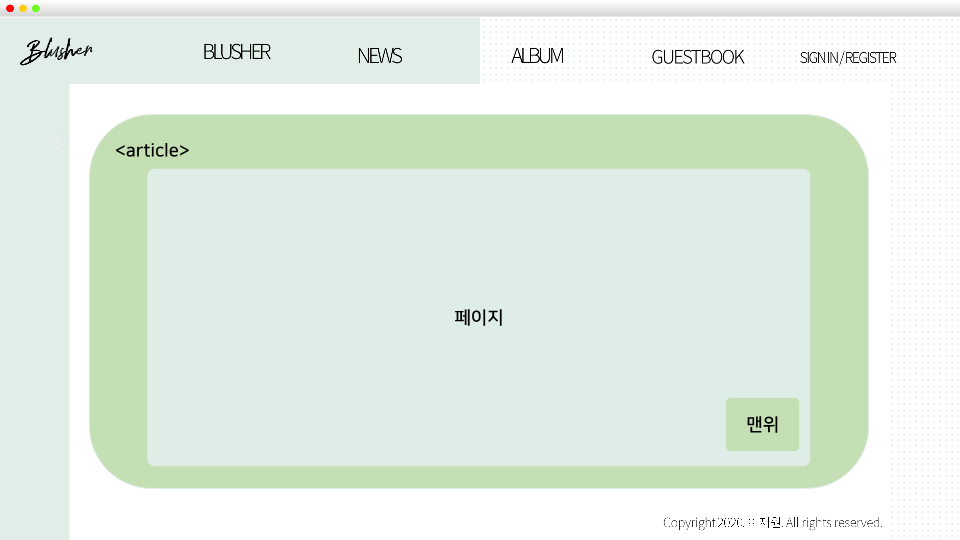 Blusher
BLUSHER NEWS ALBUM GUESTBOOK SIGN IN / REGISTER
<article>
페이지
맨위
Copyright 2020. 지원. All rights reserved.